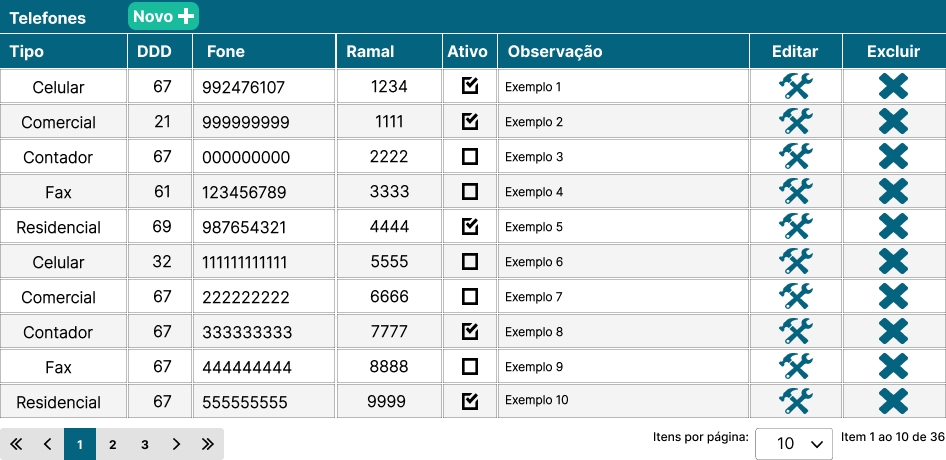 Telefones Novo
Tipo DDD Fone Ramal Ativo Observação Editar Excluir
Celular 67 992476107 1234 Exemplo 1
Comercial 21 999999999 1111 Exemplo 2
Contador 67 000000000 2222 Exemplo 3
Fax 61 123456789 3333 Exemplo 4
Residencial 69 987654321 4444 Exemplo 5
Celular 32 111111111111 5555 Exemplo 6
Comercial 67 222222222 6666 Exemplo 7
Contador 67 333333333 7777 Exemplo 8
Fax 67 444444444 8888 Exemplo 9
Residencial 67 555555555 9999 Exemplo 10
1 2 3 Itens por página: 10 Item 1 ao 10 de 36